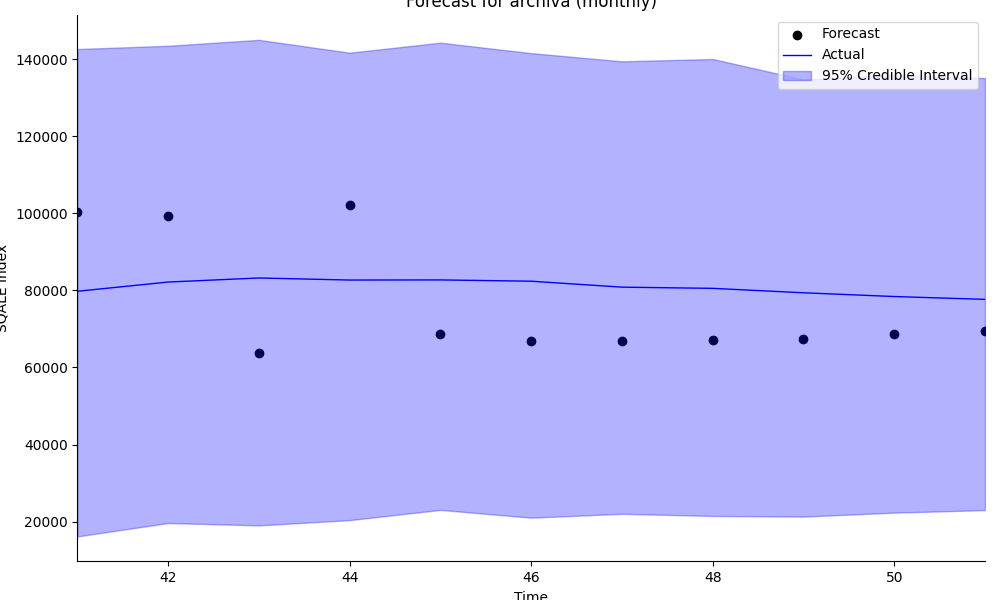 Forecast for archiva (monthly)
Forecast
Actual
95% Credible Interval
140000
120000
100000
80000
60000
40000
20000
SQALE Index
42
44
46
48
50
Time